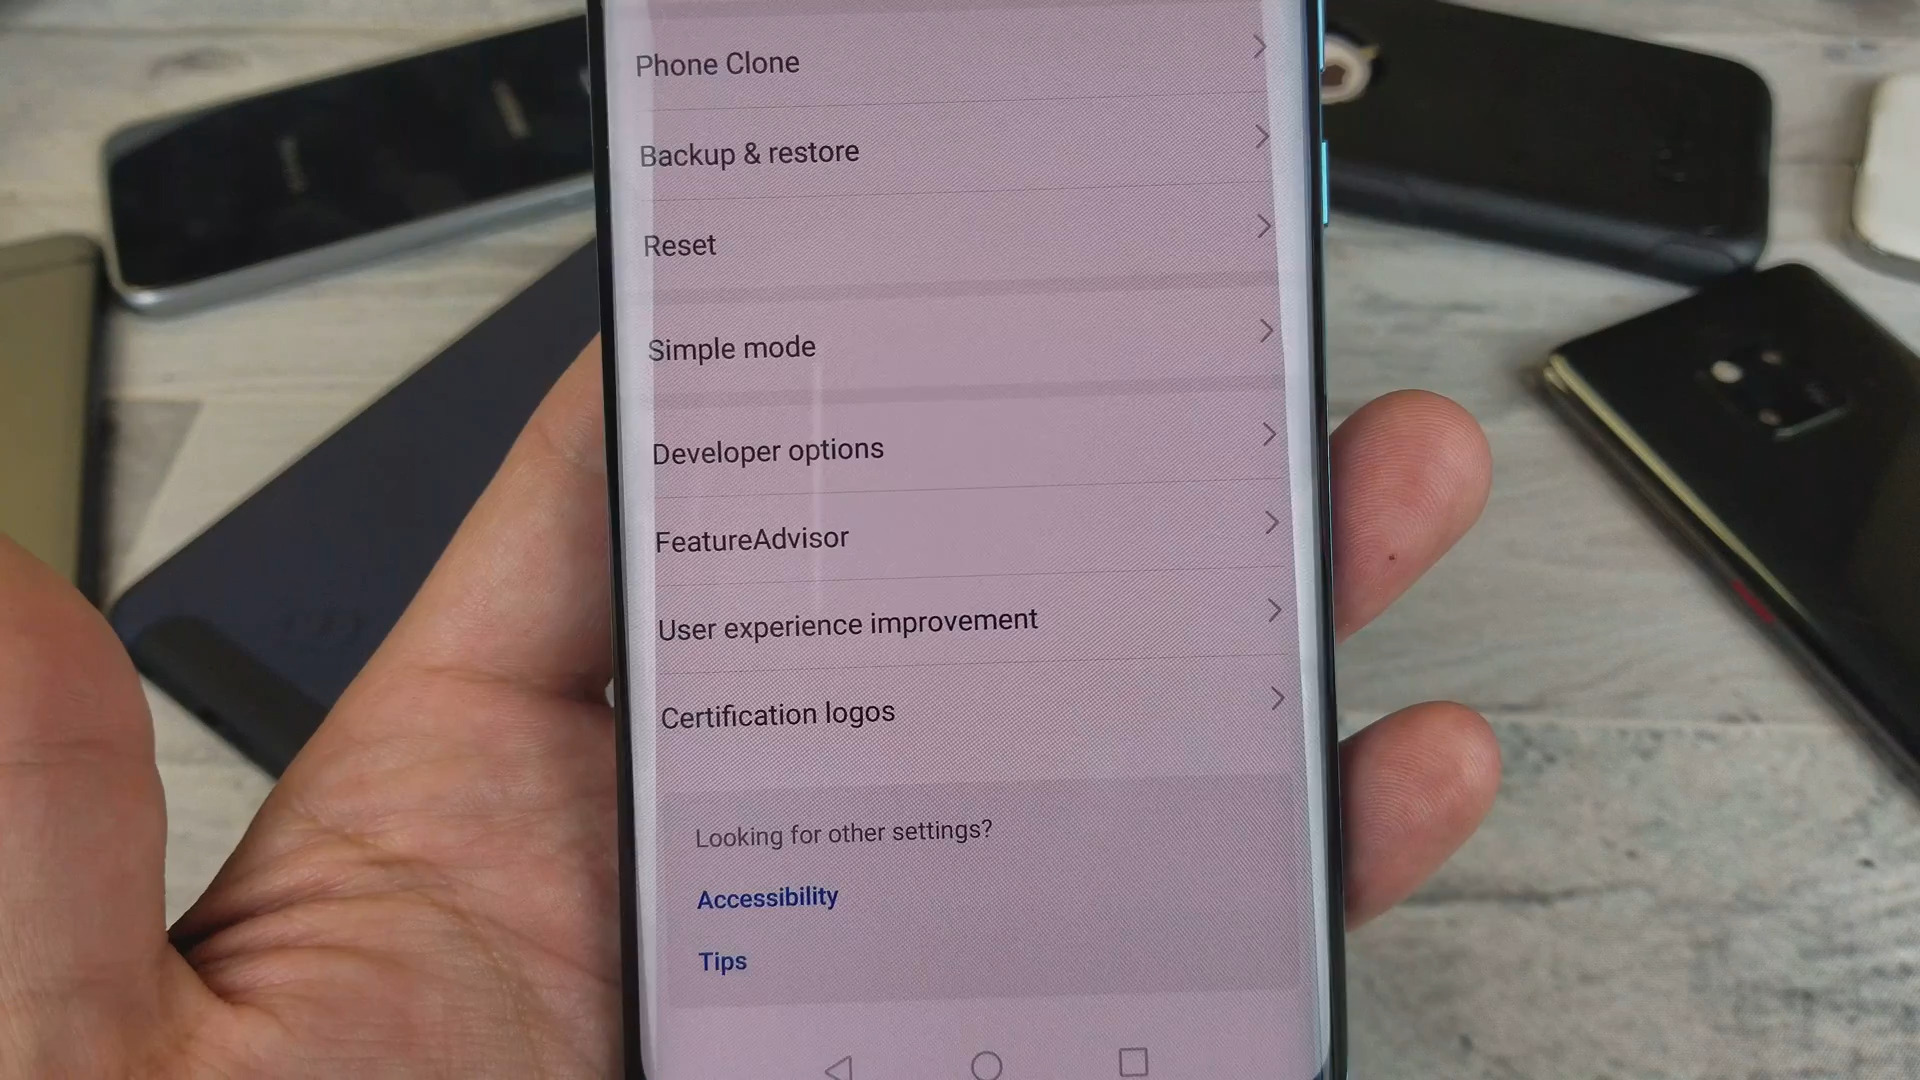 Phone Clone
Backup & restore
Reset
Simple mode
Developer options
FeatureAdvisor
User experience improvement
Certification logos
Looking for other settings?
Accessibility
Tips